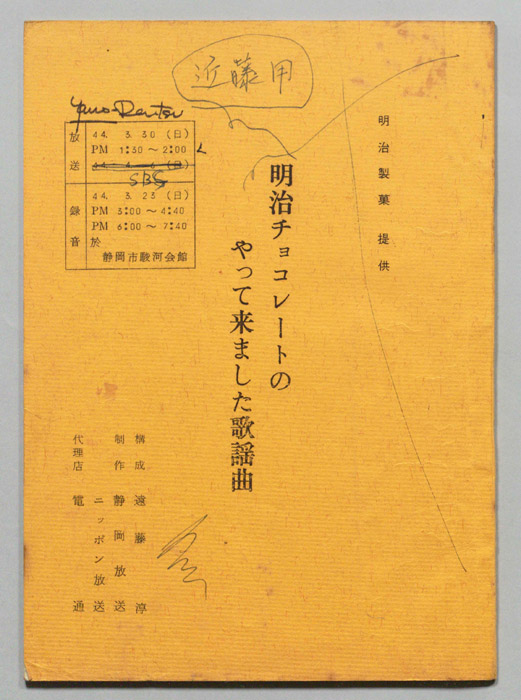 近藤用
明治製菓 提供
明治チョコレートの
やって来ました歌謡曲
放送
44. 3. 30 (日)
PM 1:30〜2:00
44. 4. 6 (日)
SBS
録音
44. 3. 23 (日)
PM 3:00〜4:40
PM 6:00〜7:40
於
静岡市駿河会館
構成 遠藤 淳
制作 静岡放送
ニッポン放送
代理店 電通